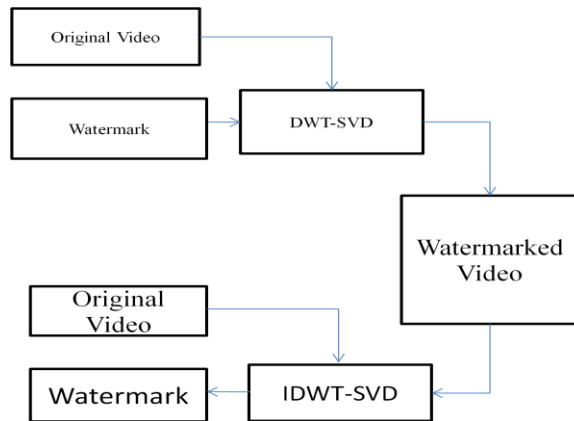 Original Video
Watermark
DWT-SVD
Watermarked
Video
Original
Video
Watermark
IDWT-SVD